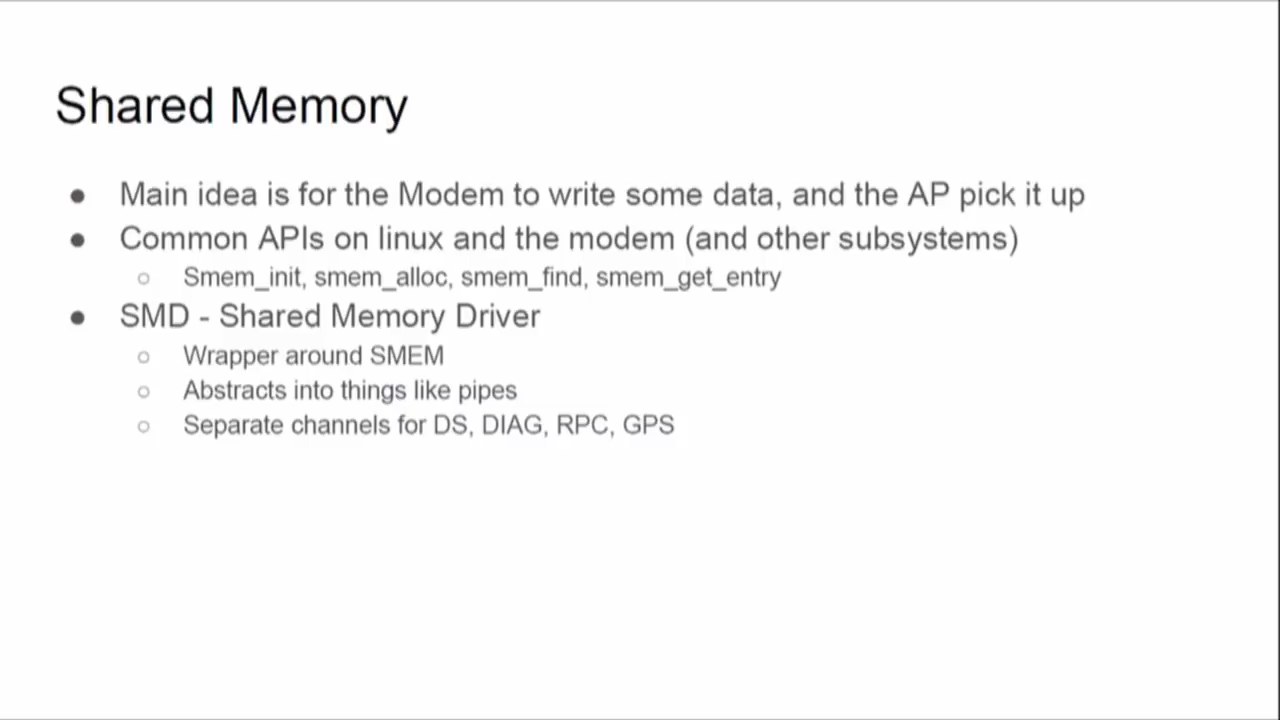 Shared Memory
● Main idea is for the Modem to write some data, and the AP pick it up
● Common APIs on linux and the modem (and other subsystems)
○ Smem_init, smem_alloc, smem_find, smem_get_entry
● SMD - Shared Memory Driver
○ Wrapper around SMEM
○ Abstracts into things like pipes
○ Separate channels for DS, DIAG, RPC, GPS